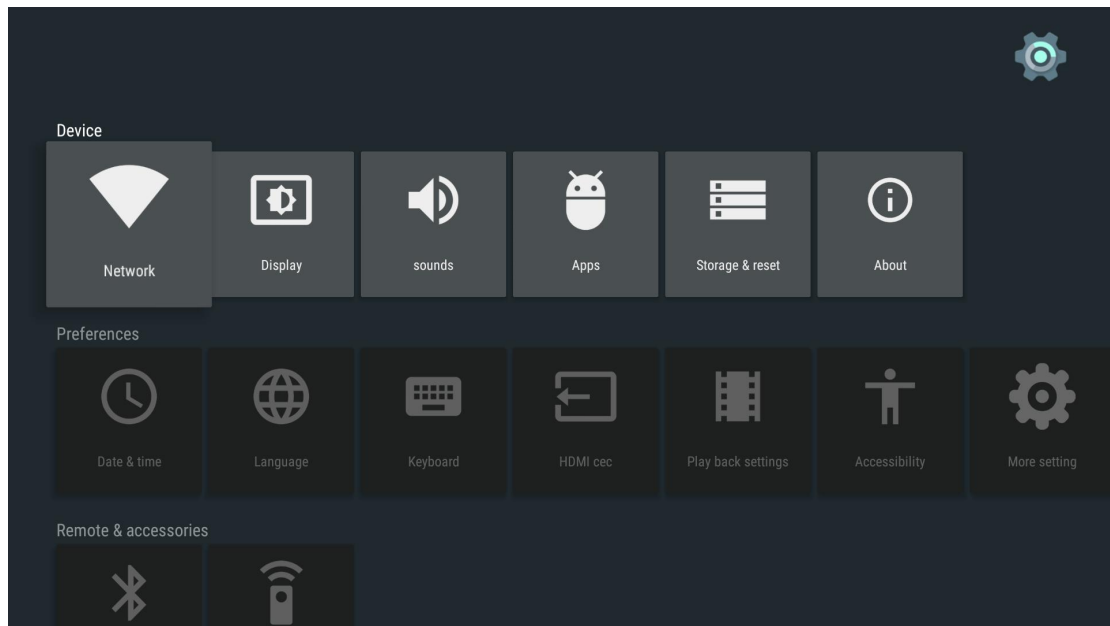 Device
Network
Display
sounds
Apps
Storage & reset
About
Preferences
Date & time
Language
Keyboard
HDMI cec
Play back settings
Accessibility
More setting
Remote & accessories